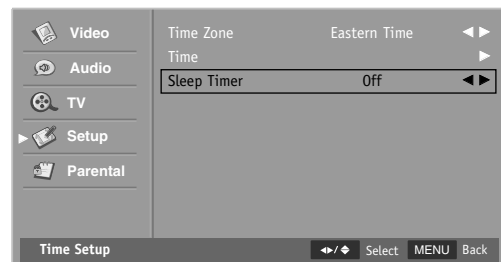 Video
Audio
TV
Setup
Parental
Time Zone Eastern Time
Time
Sleep Timer Off
Time Setup Select MENU Back